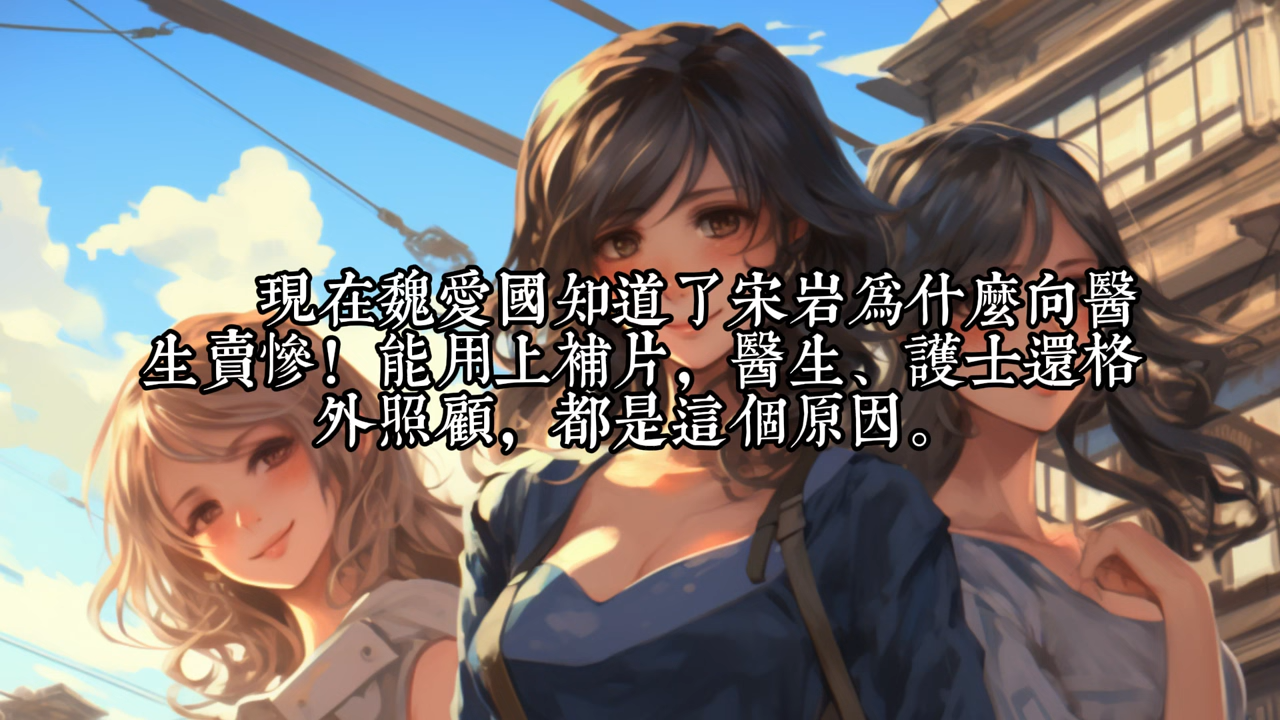 現在魏愛國知道了宋岩爲什麼向醫
生賣慘！能用上補片，醫生、護士還格
外照顧，都是這個原因。